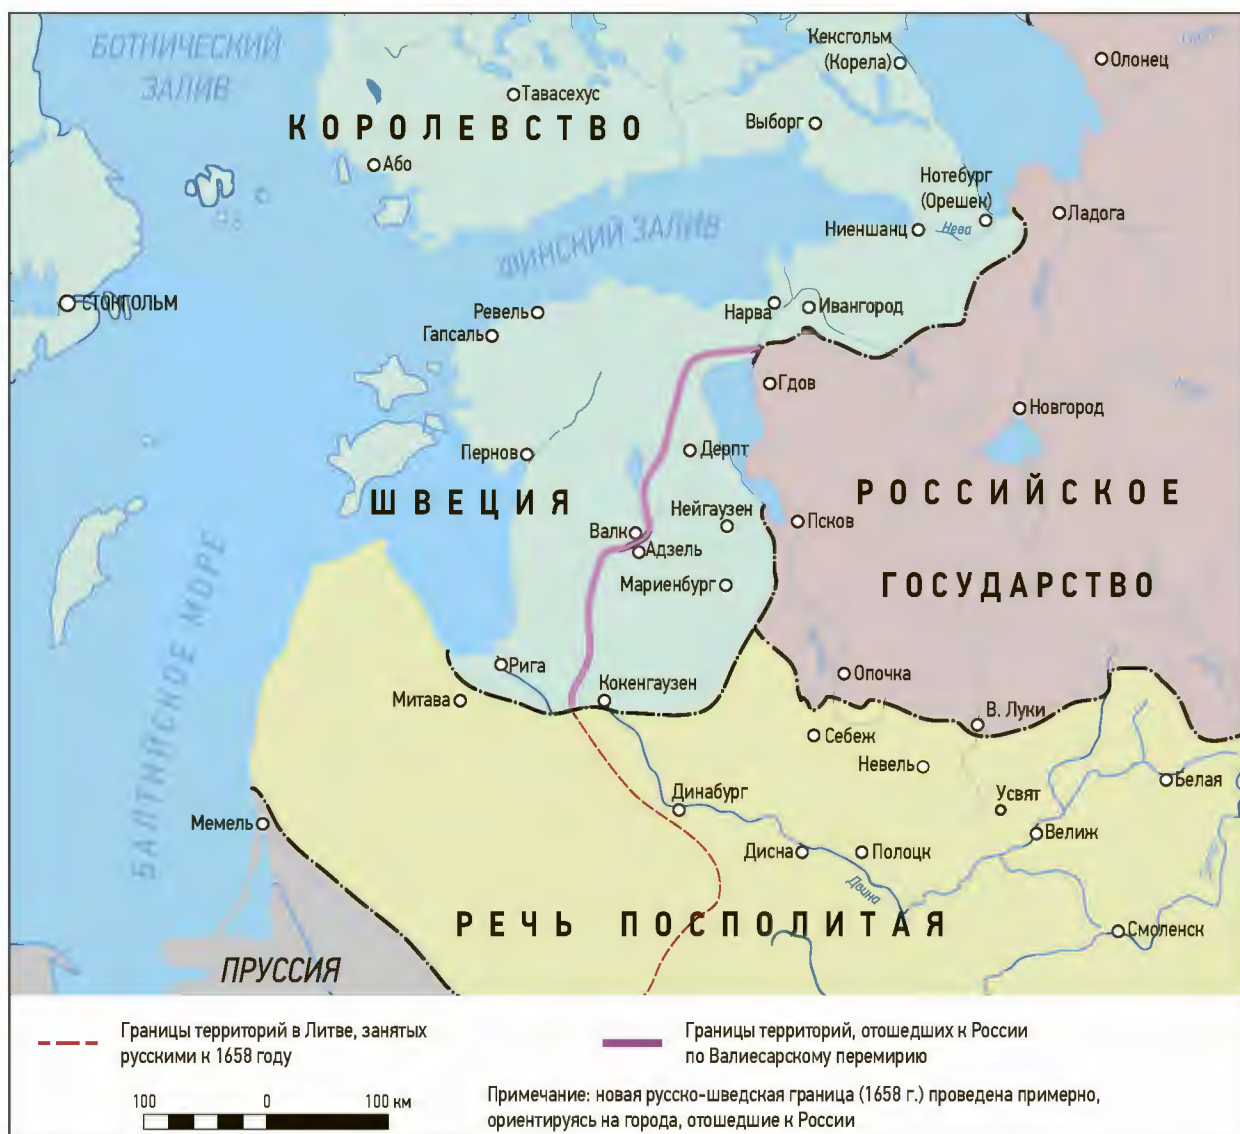 БОТНИЧЕСКИЙ
ЗАЛИВ
Кексгольм
(Корела)
Олонец
Тавасехус
КОРОЛЕВСТВО
Выборг
Або
Нотебург
(Орешек)
Ладога
Ниеншанц
Нева
ФИНСКИЙ ЗАЛИВ
СТОКГОЛЬМ
Ревель
Нарва
Ивангород
Гапсаль
Гдов
Новгород
Пернов
Дерпт
ШВЕЦИЯ
РОССИЙСКОЕ
Нейгаузен
Псков
Валк
Адзель
Мариенбург
ГОСУДАРСТВО
БАЛТИЙСКОЕ МОРЕ
Рига
Опочка
Митава
Кокенгаузен
В. Луки
Себеж
Невель
Белая
Динабург
Усвят
Мемель
Велиж
Дисна
Полоцк
Двина
РЕЧЬ ПОСПОЛИТАЯ
Смоленск
ПРУССИЯ
Границы территорий в Литве, занятых
русскими к 1658 году
Границы территорий, отошедших к России
по Валиесарскому перемирию
100 0 100 км
Примечание: новая русско-шведская граница (1658 г.) проведена примерно,
ориентируясь на города, отошедшие к России